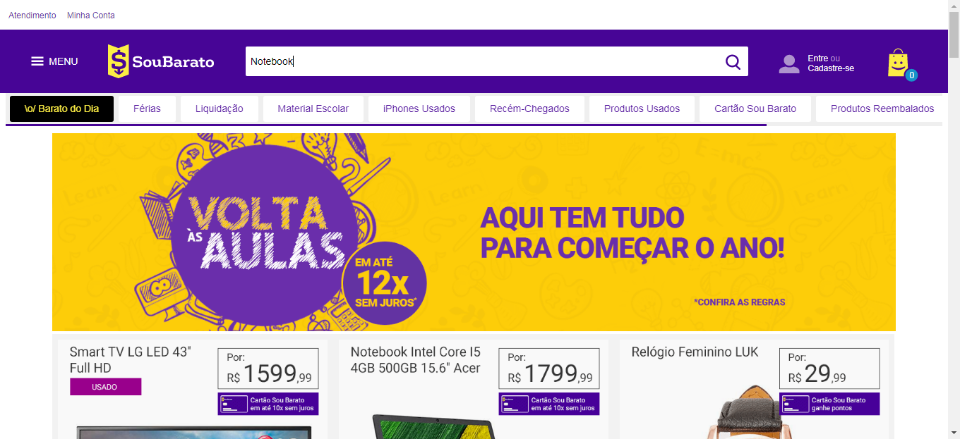 Atendimento Minha Conta
MENU SouBarato Notebook Entre ou
Cadastre-se
0
\o/ Barato do Dia Férias Liquidação Material Escolar iPhones Usados Recém-Chegados Produtos Usados Cartão Sou Barato Produtos Reembalados
VOLTA
ÀS AULAS
EM ATÉ
12x
SEM JUROS*
AQUI TEM TUDO
PARA COMEÇAR O ANO!
*CONFIRA AS REGRAS
Smart TV LG LED 43"
Full HD
USADO
Por:
R$ 1599,99
Cartão Sou Barato
em até 10x sem juros
Notebook Intel Core I5
4GB 500GB 15.6" Acer
Por:
R$ 1799,99
Cartão Sou Barato
em até 10x sem juros
Relógio Feminino LUK
Por:
R$ 29,99
Cartão Sou Barato
ganhe pontos